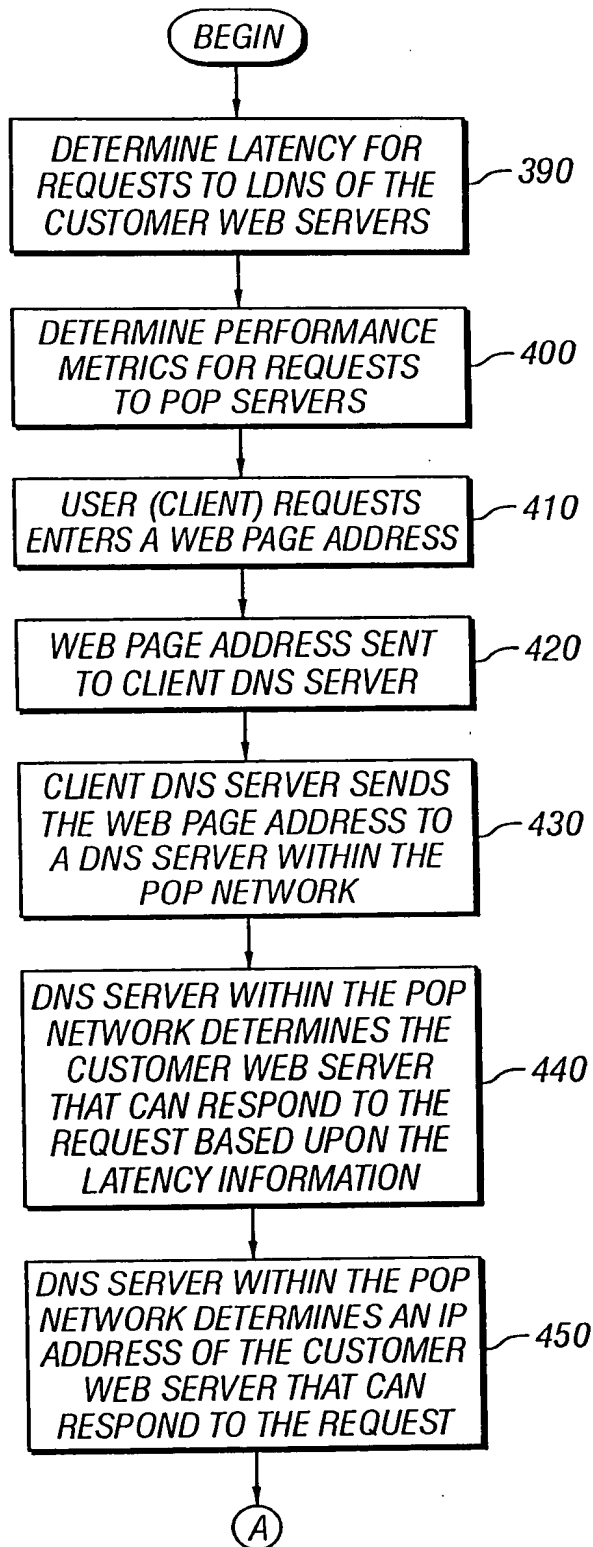 BEGIN
DETERMINE LATENCY FOR
REQUESTS TO LDNS OF THE
CUSTOMER WEB SERVERS
390
DETERMINE PERFORMANCE
METRICS FOR REQUESTS
TO POP SERVERS
400
USER (CLIENT) REQUESTS
ENTERS A WEB PAGE ADDRESS
410
WEB PAGE ADDRESS SENT
TO CLIENT DNS SERVER
420
CLIENT DNS SERVER SENDS
THE WEB PAGE ADDRESS TO
A DNS SERVER WITHIN THE
POP NETWORK
430
DNS SERVER WITHIN THE POP
NETWORK DETERMINES THE
CUSTOMER WEB SERVER
THAT CAN RESPOND TO THE
REQUEST BASED UPON THE
LATENCY INFORMATION
440
DNS SERVER WITHIN THE POP
NETWORK DETERMINES AN IP
ADDRESS OF THE CUSTOMER
WEB SERVER THAT CAN
RESPOND TO THE REQUEST
450
A